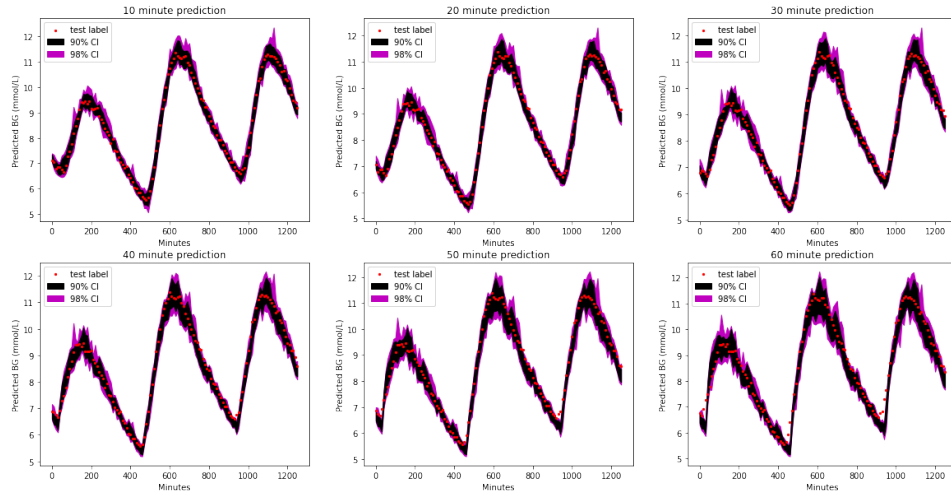 10 minute prediction
Predicted BG (mmol/L)
12
11
10
9
8
7
6
5
test label
90% CI
98% CI
0 200 400 600 800 1000 1200
Minutes
20 minute prediction
Predicted BG (mmol/L)
12
11
10
9
8
7
6
5
test label
90% CI
98% CI
0 200 400 600 800 1000 1200
Minutes
30 minute prediction
Predicted BG (mmol/L)
12
11
10
9
8
7
6
5
test label
90% CI
98% CI
0 200 400 600 800 1000 1200
Minutes
40 minute prediction
Predicted BG (mmol/L)
12
11
10
9
8
7
6
5
test label
90% CI
98% CI
0 200 400 600 800 1000 1200
Minutes
50 minute prediction
Predicted BG (mmol/L)
12
11
10
9
8
7
6
5
test label
90% CI
98% CI
0 200 400 600 800 1000 1200
Minutes
60 minute prediction
Predicted BG (mmol/L)
12
11
10
9
8
7
6
5
test label
90% CI
98% CI
0 200 400 600 800 1000 1200
Minutes